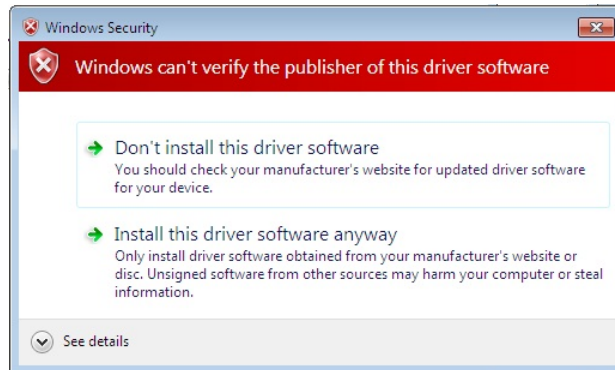 Windows Security
Windows can't verify the publisher of this driver software
Don't install this driver software
You should check your manufacturer's website for updated driver software
for your device.
Install this driver software anyway
Only install driver software obtained from your manufacturer's website or
disc. Unsigned software from other sources may harm your computer or steal
information.
See details